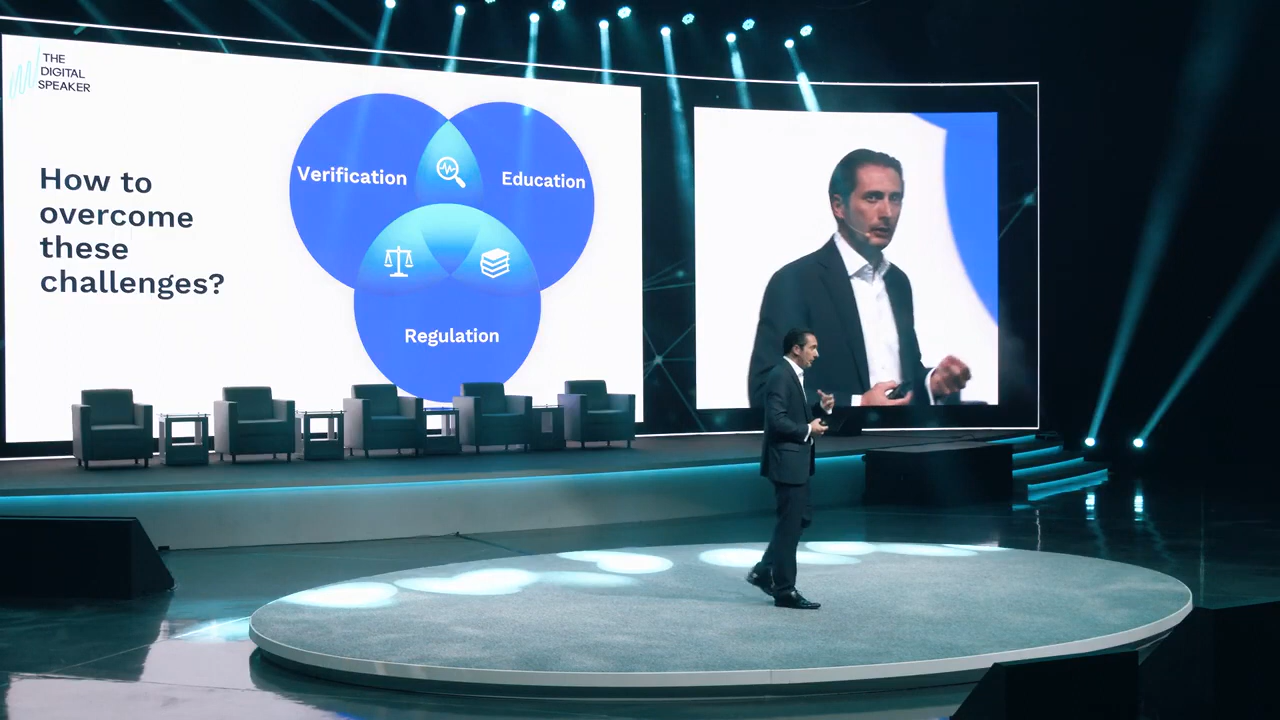 THE
DIGITAL
SPEAKER
How to
overcome
these
challenges?
Verification
Education
Regulation